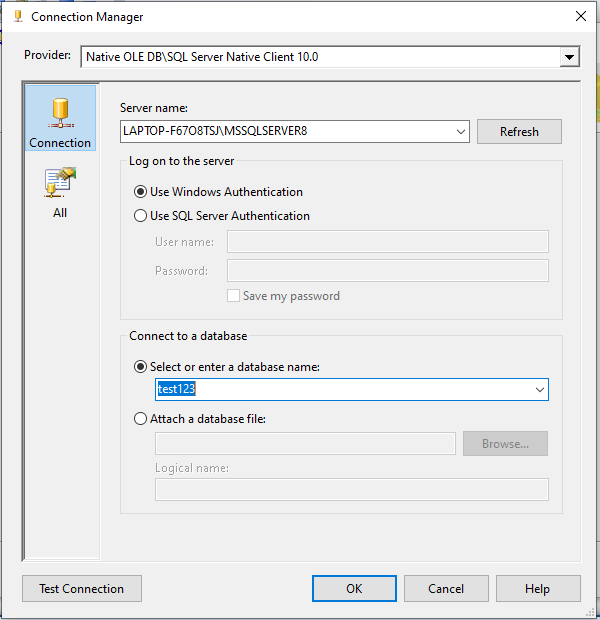 Connection Manager
Provider: Native OLE DB\SQL Server Native Client 10.0
Connection
All
Server name:
LAPTOP-F67O8TSJ\MSSQLSERVER8 Refresh
Log on to the server
Use Windows Authentication
Use SQL Server Authentication
User name:
Password:
Save my password
Connect to a database
Select or enter a database name:
test123
Attach a database file:
Browse...
Logical name:
Test Connection OK Cancel Help